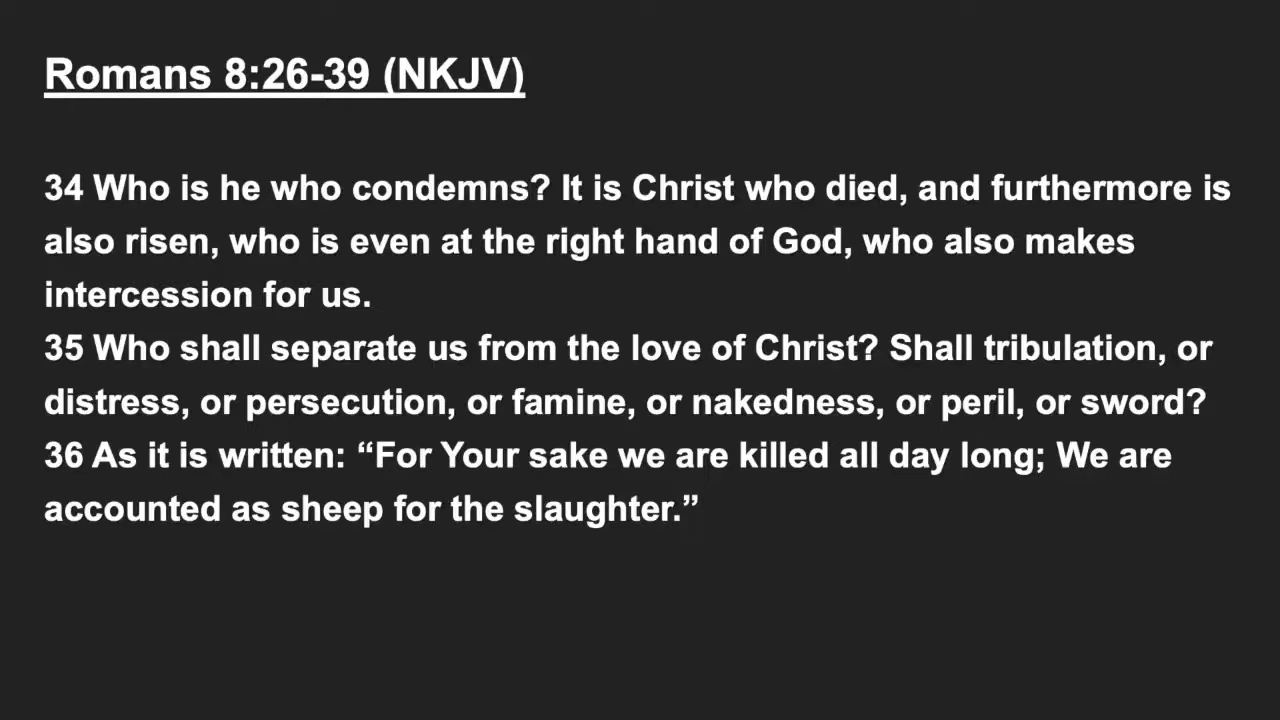 Romans 8:26-39 (NKJV)
34 Who is he who condemns? It is Christ who died, and furthermore is
also risen, who is even at the right hand of God, who also makes
intercession for us.
35 Who shall separate us from the love of Christ? Shall tribulation, or
distress, or persecution, or famine, or nakedness, or peril, or sword?
36 As it is written: “For Your sake we are killed all day long; We are
accounted as sheep for the slaughter.”